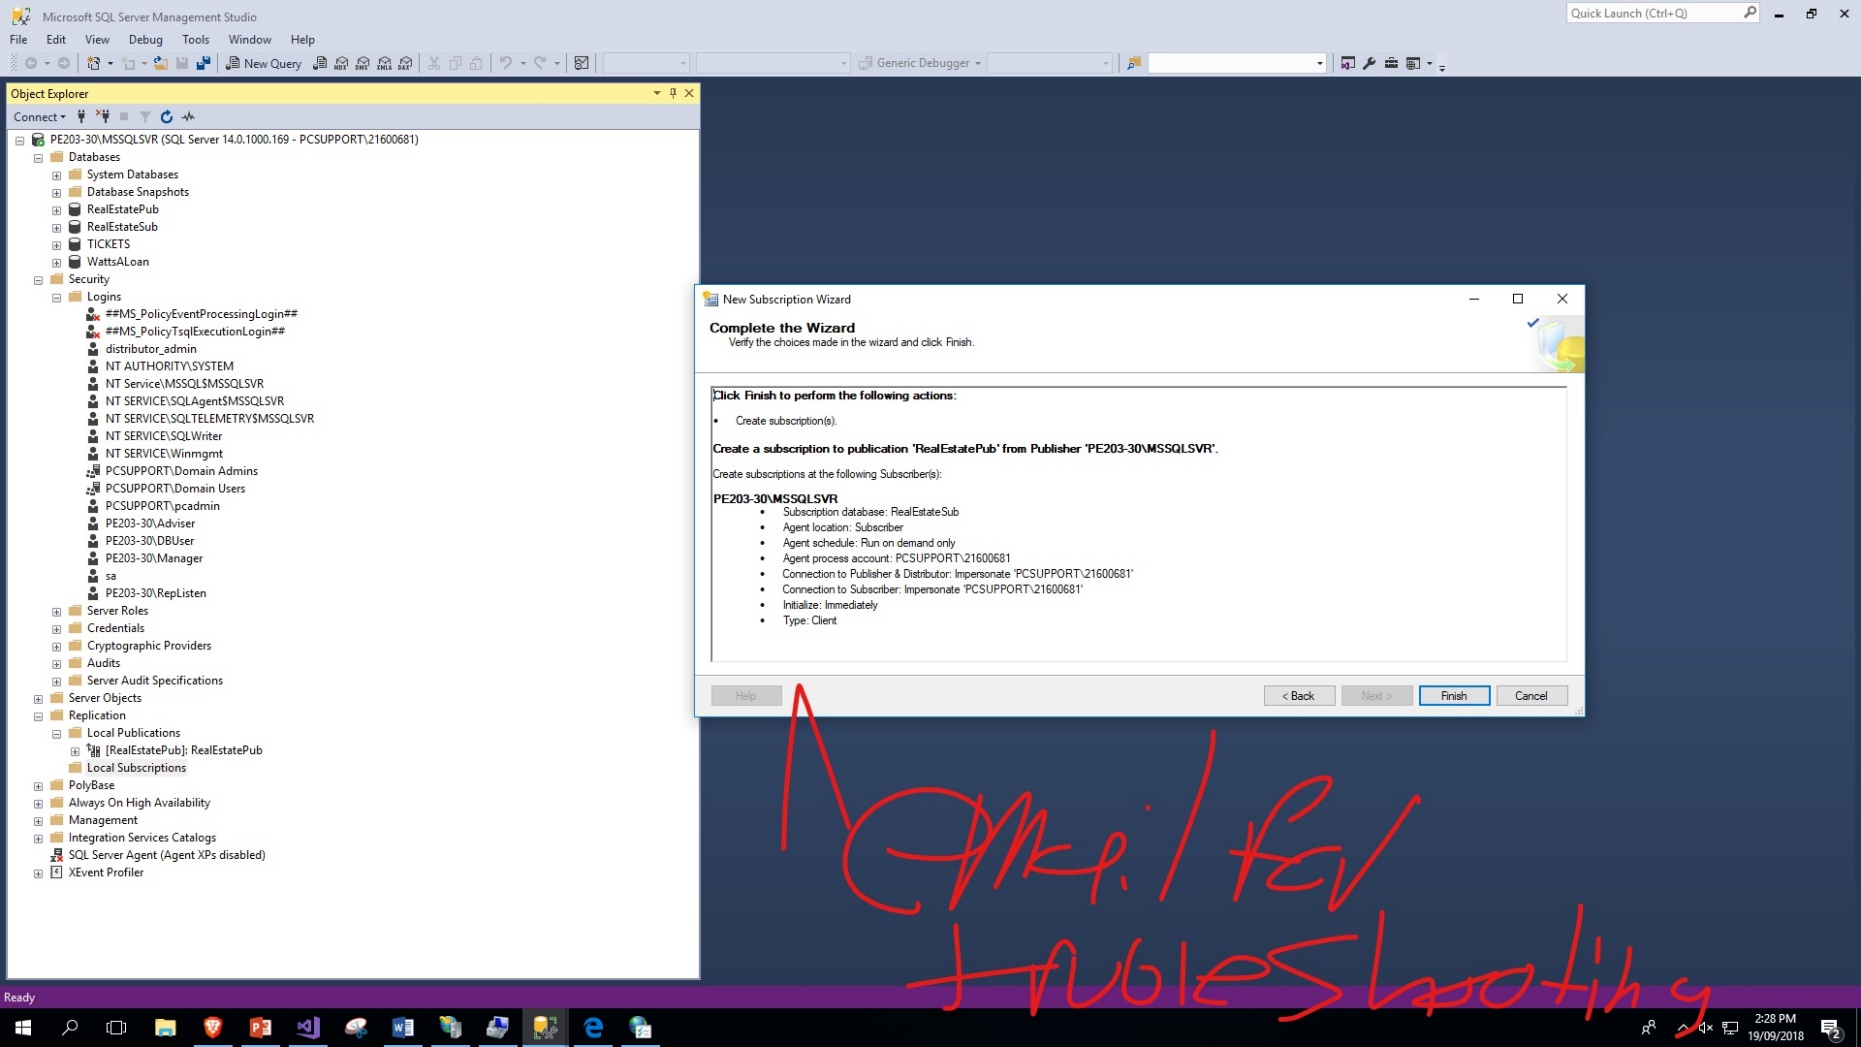 Microsoft SQL Server Management Studio
Quick Launch (Ctrl+Q)
File Edit View Debug Tools Window Help
New Query
MDX DMX XMLA DAX
Generic Debugger
Object Explorer
Connect
PE203-30\MSSQLSVR (SQL Server 14.0.1000.169 - PCSUPPORT\21600681)
Databases
System Databases
Database Snapshots
RealEstatePub
RealEstateSub
TICKETS
WattsALoan
Security
Logins
##MS_PolicyEventProcessingLogin##
##MS_PolicyTsqlExecutionLogin##
distributor_admin
NT AUTHORITY\SYSTEM
NT Service\MSSQL$MSSQLSVR
NT SERVICE\SQLAgent$MSSQLSVR
NT SERVICE\SQLTELEMETRY$MSSQLSVR
NT SERVICE\SQLWriter
NT SERVICE\Winmgmt
PCSUPPORT\Domain Admins
PCSUPPORT\Domain Users
PCSUPPORT\pcadmin
PE203-30\Adviser
PE203-30\DBUser
PE203-30\Manager
sa
PE203-30\RepListen
Server Roles
Credentials
Cryptographic Providers
Audits
Server Audit Specifications
Server Objects
Replication
Local Publications
[RealEstatePub]: RealEstatePub
Local Subscriptions
PolyBase
Always On High Availability
Management
Integration Services Catalogs
SQL Server Agent (Agent XPs disabled)
XEvent Profiler
New Subscription Wizard
Complete the Wizard
Verify the choices made in the wizard and click Finish.
Click Finish to perform the following actions:
• Create subscription(s).
Create a subscription to publication 'RealEstatePub' from Publisher 'PE203-30\MSSQLSVR'.
Create subscriptions at the following Subscriber(s):
PE203-30\MSSQLSVR
• Subscription database: RealEstateSub
• Agent location: Subscriber
• Agent schedule: Run on demand only
• Agent process account: PCSUPPORT\21600681
• Connection to Publisher & Distributor: Impersonate 'PCSUPPORT\21600681'
• Connection to Subscriber: Impersonate 'PCSUPPORT\21600681'
• Initialize: Immediately
• Type: Client
Help
< Back Next > Finish Cancel
troubleshooting
Ready
2:28 PM
19/09/2018
2